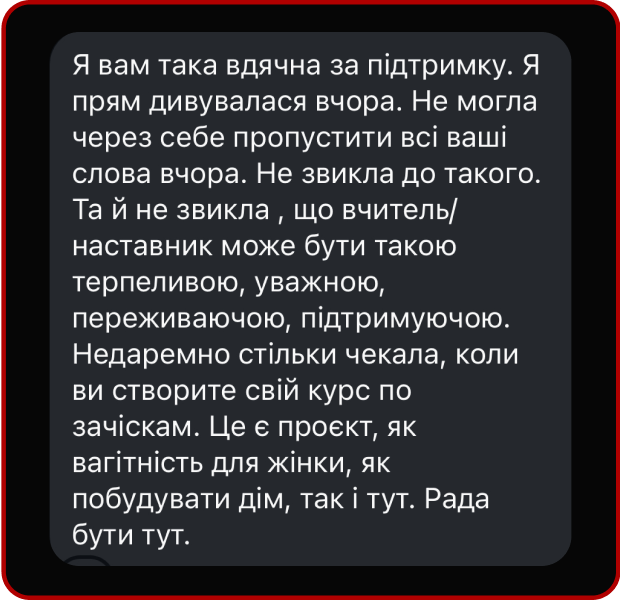 Я вам така вдячна за підтримку. Я
прям дивувалася вчора. Не могла
через себе пропустити всі ваші
слова вчора. Не звикла до такого.
Та й не звикла , що вчитель/
наставник може бути такою
терпеливою, уважною,
переживаючою, підтримуючою.
Недаремно стільки чекала, коли
ви створите свій курс по
зачіскам. Це є проєкт, як
вагітність для жінки, як
побудувати дім, так і тут. Рада
бути тут.